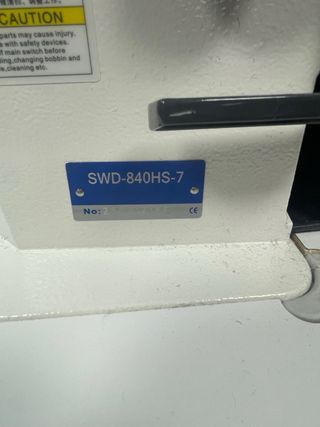 CAUTION
parts may cause injury.
with safety devices.
main switch before
changing bobbin and
cleaning etc.
SWD-840HS-7
No:
CE